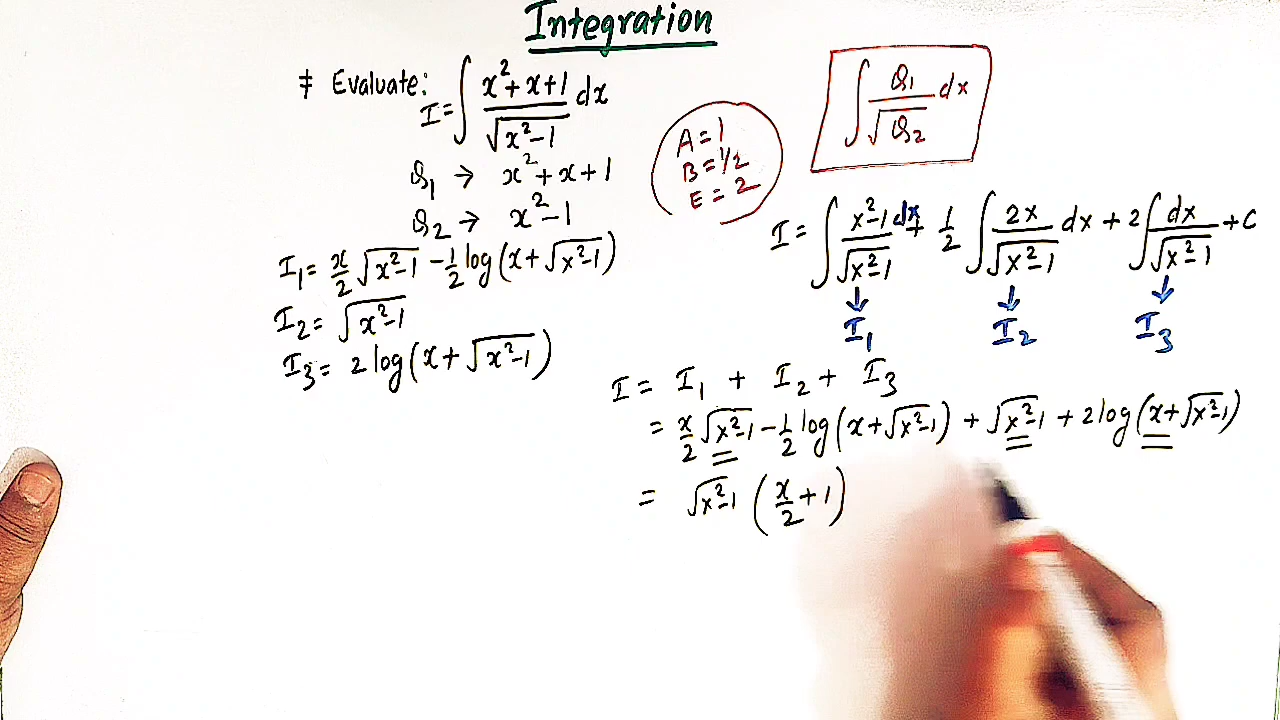 Integration
# Evaluate: I = ∫ x²+x+1 / √x²-1 dx
Q₁ → x²+x+1
Q₂ → x²-1
I₁ = x/2 √x²-1 - 1/2 log(x+√x²-1)
I₂ = √x²-1
I₃ = 2 log(x+√x²-1)
A = 1
B = 1/2
E = 2
∫ Q₁/√Q₂ dx
I = ∫ x²-1/√x²-1 dx + 1/2 ∫ 2x/√x²-1 dx + 2∫ dx/√x²-1 + C
↓ ↓ ↓
I₁ I₂ I₃
I = I₁ + I₂ + I₃
= x/2 √x²-1 - 1/2 log(x+√x²-1) + √x²-1 + 2 log(x+√x²-1)
= √x²-1 (x/2 + 1)